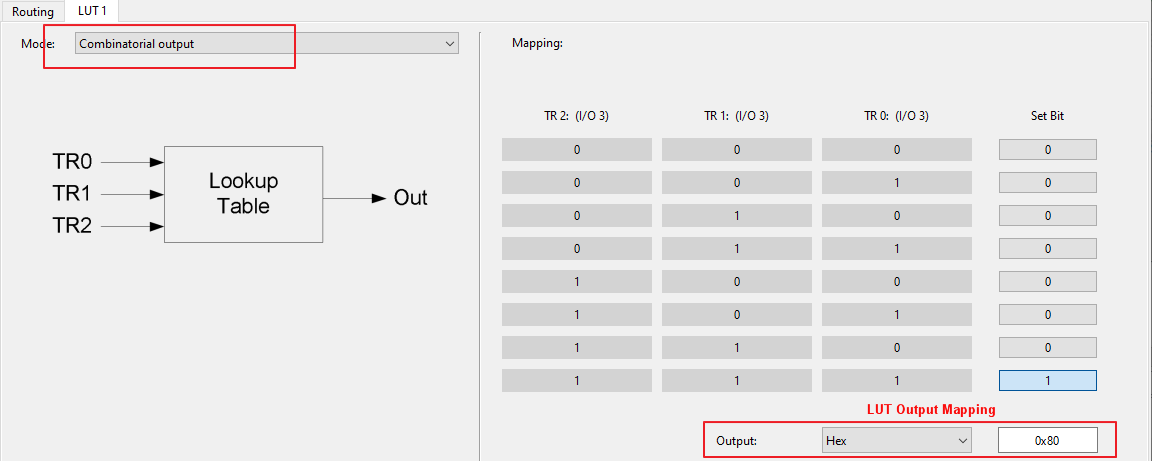 Routing LUT 1
Mode: Combinatorial output
Mapping:
TR 2: (I/O 3) TR 1: (I/O 3) TR 0: (I/O 3) Set Bit
0 0 0 0
0 0 1 0
0 1 0 0
0 1 1 0
1 0 0 0
1 0 1 0
1 1 0 0
1 1 1 1
TR0
TR1
TR2
Lookup
Table
Out
LUT Output Mapping
Output: Hex 0x80